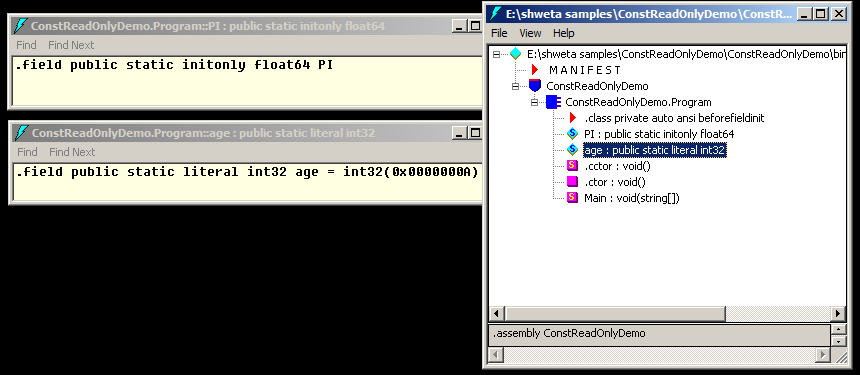 ConstReadOnlyDemo.Program::PI : public static initonly float64
Find Find Next
.field public static initonly float64 PI
ConstReadOnlyDemo.Program::age : public static literal int32
Find Find Next
.field public static literal int32 age = int32(0x0000000A)
E:\shweta samples\ConstReadOnlyDemo\ConstR...
File View Help
E:\shweta samples\ConstReadOnlyDemo\ConstReadOnlyDemo\bin
M A N I F E S T
ConstReadOnlyDemo
ConstReadOnlyDemo.Program
.class private auto ansi beforefieldinit
PI : public static initonly float64
age : public static literal int32
.cctor : void()
.ctor : void()
Main : void(string[])
.assembly ConstReadOnlyDemo